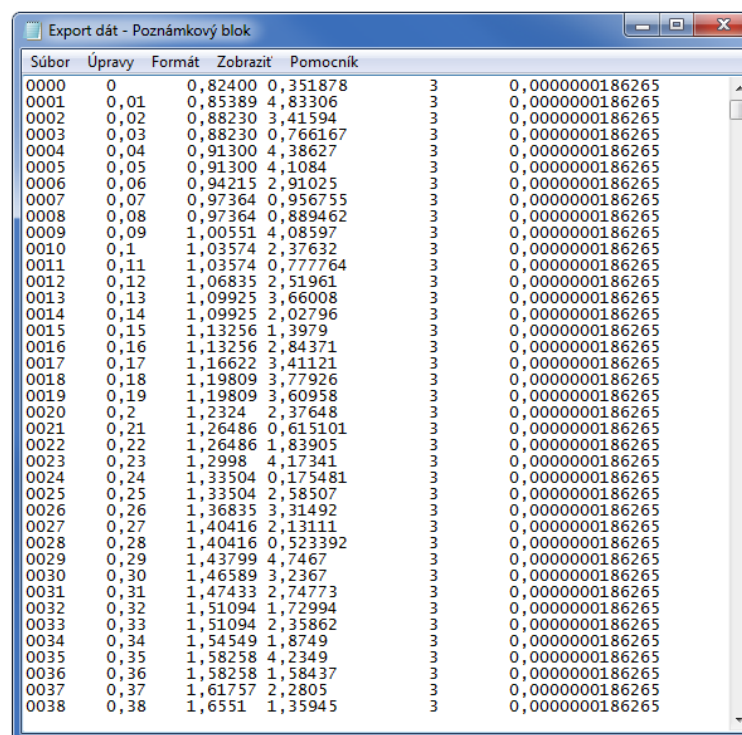 Export dát - Poznámkový blok
Súbor Úpravy Formát Zobraziť Pomocník
0000 0 0,82400 0,351878 3 0,0000000186265
0001 0,01 0,85389 4,83306 3 0,0000000186265
0002 0,02 0,88230 3,41594 3 0,0000000186265
0003 0,03 0,88230 0,766167 3 0,0000000186265
0004 0,04 0,91300 4,38627 3 0,0000000186265
0005 0,05 0,91300 4,1084 3 0,0000000186265
0006 0,06 0,94215 2,91025 3 0,0000000186265
0007 0,07 0,97364 0,956755 3 0,0000000186265
0008 0,08 0,97364 0,889462 3 0,0000000186265
0009 0,09 1,00551 4,08597 3 0,0000000186265
0010 0,1 1,03574 2,37632 3 0,0000000186265
0011 0,11 1,03574 0,777764 3 0,0000000186265
0012 0,12 1,06835 2,51961 3 0,0000000186265
0013 0,13 1,09925 3,66008 3 0,0000000186265
0014 0,14 1,09925 2,02796 3 0,0000000186265
0015 0,15 1,13256 1,3979 3 0,0000000186265
0016 0,16 1,13256 2,84371 3 0,0000000186265
0017 0,17 1,16622 3,41121 3 0,0000000186265
0018 0,18 1,19809 3,77926 3 0,0000000186265
0019 0,19 1,19809 3,60958 3 0,0000000186265
0020 0,2 1,2324 2,37648 3 0,0000000186265
0021 0,21 1,26486 0,615101 3 0,0000000186265
0022 0,22 1,26486 1,83905 3 0,0000000186265
0023 0,23 1,2998 4,17341 3 0,0000000186265
0024 0,24 1,33504 0,175481 3 0,0000000186265
0025 0,25 1,33504 2,58507 3 0,0000000186265
0026 0,26 1,36835 3,31492 3 0,0000000186265
0027 0,27 1,40416 2,13111 3 0,0000000186265
0028 0,28 1,40416 0,523392 3 0,0000000186265
0029 0,29 1,43799 4,7467 3 0,0000000186265
0030 0,30 1,46589 3,2367 3 0,0000000186265
0031 0,31 1,47433 2,74773 3 0,0000000186265
0032 0,32 1,51094 1,72994 3 0,0000000186265
0033 0,33 1,51094 2,35862 3 0,0000000186265
0034 0,34 1,54549 1,8749 3 0,0000000186265
0035 0,35 1,58258 4,2349 3 0,0000000186265
0036 0,36 1,58258 1,58437 3 0,0000000186265
0037 0,37 1,61757 2,2805 3 0,0000000186265
0038 0,38 1,6551 1,35945 3 0,0000000186265